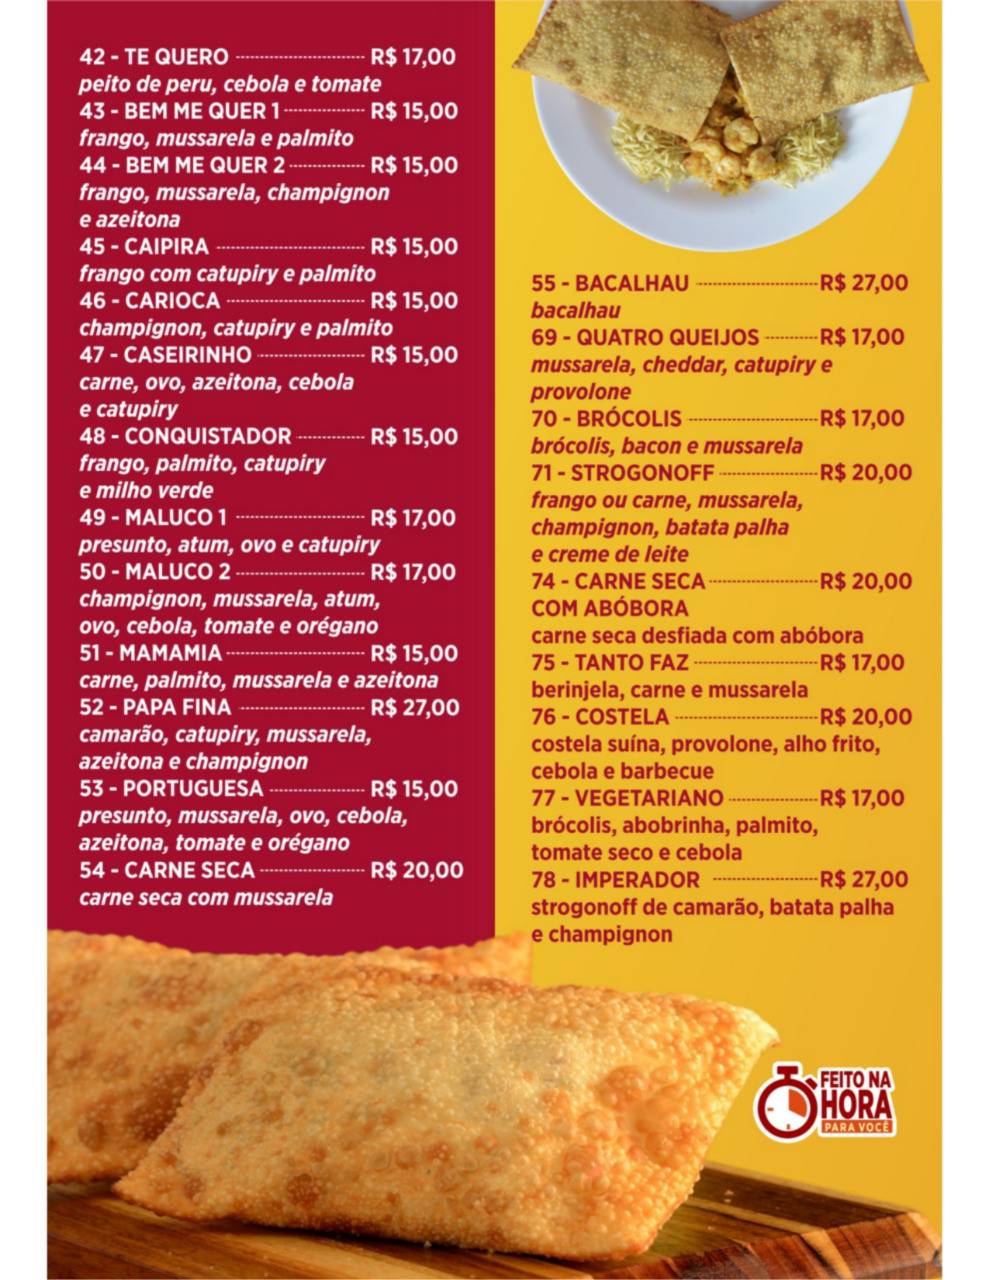 42 - TE QUERO R$ 17,00
peito de peru, cebola e tomate
43 - BEM ME QUER 1 R$ 15,00
frango, mussarela e palmito
44 - BEM ME QUER 2 R$ 15,00
frango, mussarela, champignon
e azeitona
45 - CAIPIRA R$ 15,00
frango com catupiry e palmito
46 - CARIOCA R$ 15,00
champignon, catupiry e palmito
47 - CASEIRINHO R$ 15,00
carne, ovo, azeitona, cebola
e catupiry
48 - CONQUISTADOR R$ 15,00
frango, palmito, catupiry
e milho verde
49 - MALUCO 1 R$ 17,00
presunto, atum, ovo e catupiry
50 - MALUCO 2 R$ 17,00
champignon, mussarela, atum,
ovo, cebola, tomate e orégano
51 - MAMAMIA R$ 15,00
carne, palmito, mussarela e azeitona
52 - PAPA FINA R$ 27,00
camarão, catupiry, mussarela,
azeitona e champignon
53 - PORTUGUESA R$ 15,00
presunto, mussarela, ovo, cebola,
azeitona, tomate e orégano
54 - CARNE SECA R$ 20,00
carne seca com mussarela
55 - BACALHAU R$ 27,00
bacalhau
69 - QUATRO QUEIJOS R$ 17,00
mussarela, cheddar, catupiry e
provolone
70 - BRÓCOLIS R$ 17,00
brócolis, bacon e mussarela
71 - STROGONOFF R$ 20,00
frango ou carne, mussarela,
champignon, batata palha
e creme de leite
74 - CARNE SECA R$ 20,00
COM ABÓBORA
carne seca desfiada com abóbora
75 - TANTO FAZ R$ 17,00
berinjela, carne e mussarela
76 - COSTELA R$ 20,00
costela suína, provolone, alho frito,
cebola e barbecue
77 - VEGETARIANO R$ 17,00
brócolis, abobrinha, palmito,
tomate seco e cebola
78 - IMPERADOR R$ 27,00
strogonoff de camarão, batata palha
e champignon
FEITO NA
HORA
PARA VOCÊ